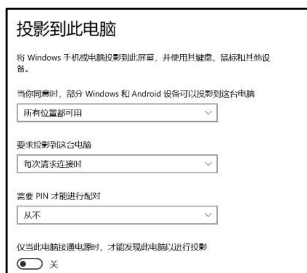 投影到此电脑
将 Windows 手机或电脑投影到此屏幕，并使用其键盘、鼠标和其他设
备。
当你同意时，部分 Windows 和 Android 设备可以投影到这台电脑
所有位置都可用
要求投影到这台电脑
每次请求连接时
需要 PIN 才能进行配对
从不
仅当此电脑接通电源时，才能发现此电脑以进行投影
关